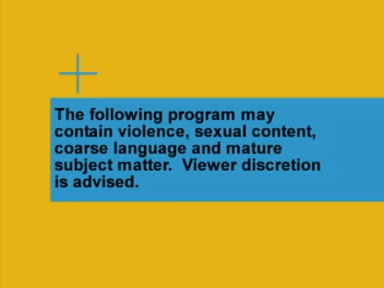 The following program may
contain violence, sexual content,
coarse language and mature
subject matter.  Viewer discretion
is advised.